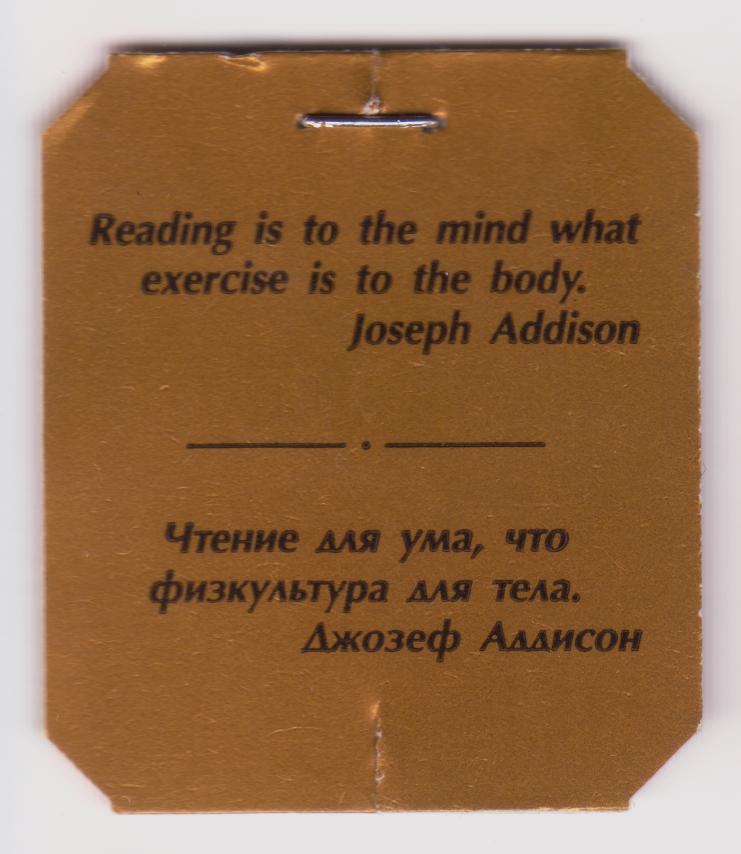 Reading is to the mind what
exercise is to the body.
Joseph Addison
Чтение для ума, что
физкультура для тела.
Джозеф Аддисон